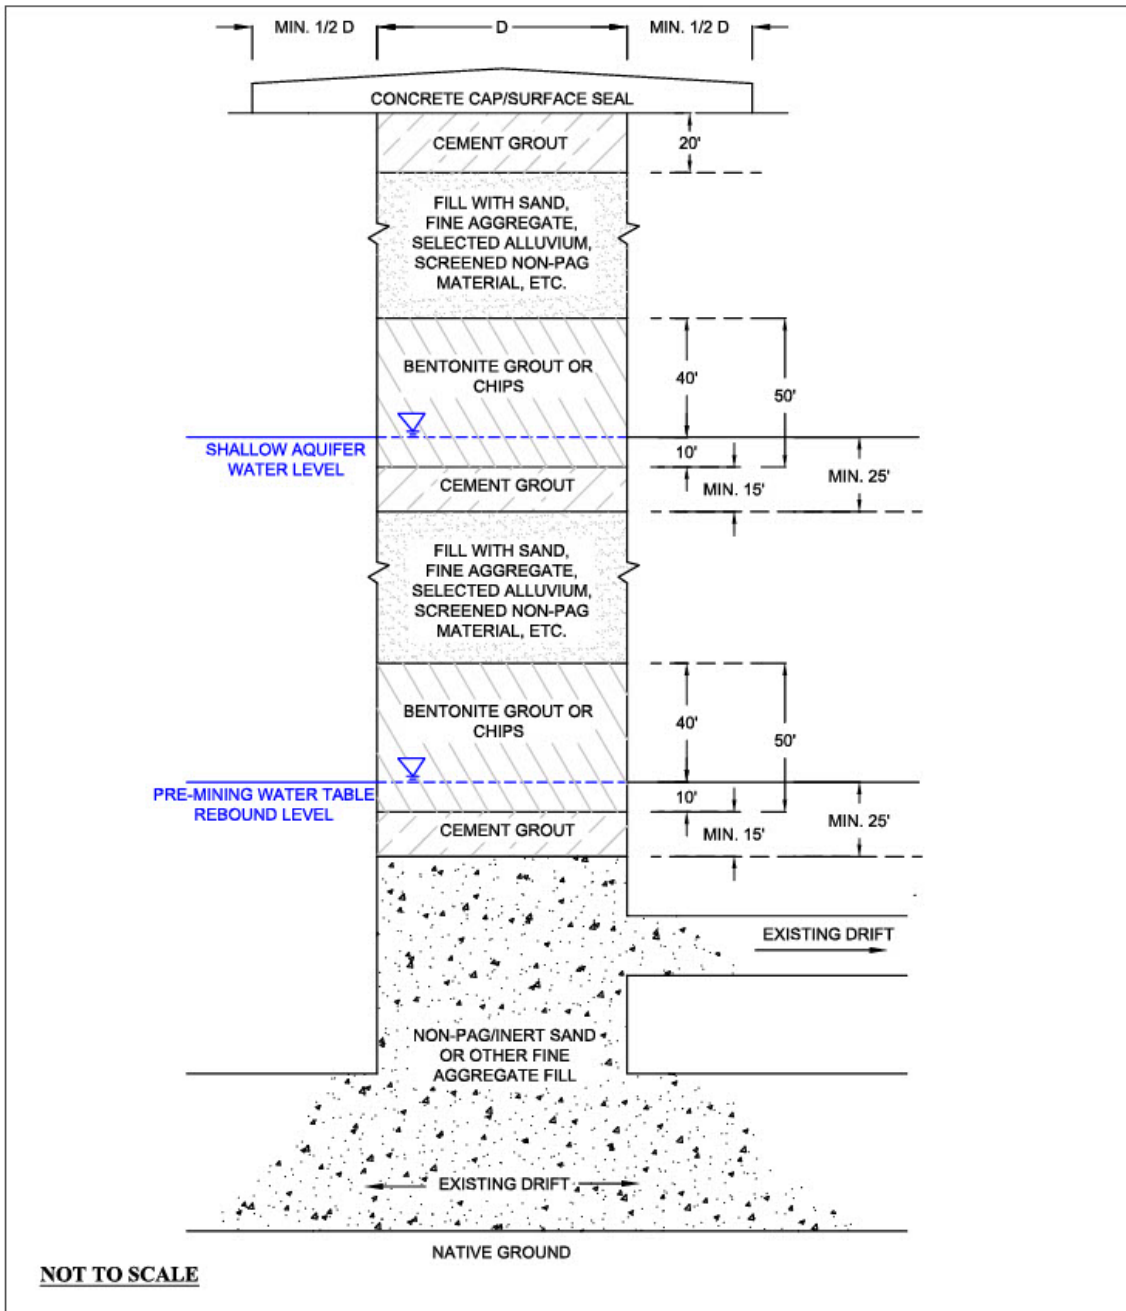 MIN. 1/2 D
D
MIN. 1/2 D
CONCRETE CAP/SURFACE SEAL
CEMENT GROUT
20'
FILL WITH SAND,
FINE AGGREGATE,
SELECTED ALLUVIUM,
SCREENED NON-PAG
MATERIAL, ETC.
BENTONITE GROUT OR
CHIPS
40'
50'
SHALLOW AQUIFER
WATER LEVEL
10'
CEMENT GROUT
MIN. 15'
MIN. 25'
FILL WITH SAND,
FINE AGGREGATE,
SELECTED ALLUVIUM,
SCREENED NON-PAG
MATERIAL, ETC.
BENTONITE GROUT OR
CHIPS
40'
50'
PRE-MINING WATER TABLE
REBOUND LEVEL
10'
CEMENT GROUT
MIN. 15'
MIN. 25'
EXISTING DRIFT
NON-PAG/INERT SAND
OR OTHER FINE
AGGREGATE FILL
EXISTING DRIFT
NATIVE GROUND
NOT TO SCALE